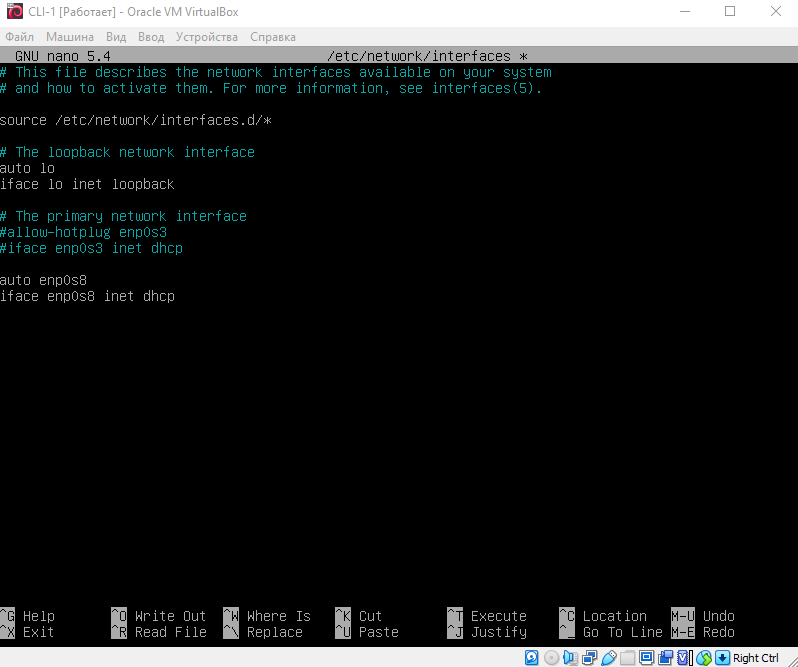 CLI-1 [Работает] - Oracle VM VirtualBox
Файл Машина Вид Ввод Устройства Справка
GNU nano 5.4 /etc/network/interfaces *
# This file describes the network interfaces available on your system
# and how to activate them. For more information, see interfaces(5).
source /etc/network/interfaces.d/*
# The loopback network interface
auto lo
iface lo inet loopback
# The primary network interface
#allow-hotplug enp0s3
#iface enp0s3 inet dhcp
auto enp0s8
iface enp0s8 inet dhcp
^G Help ^O Write Out ^W Where Is ^K Cut ^T Execute ^C Location M-U Undo
^X Exit ^R Read File ^\ Replace ^U Paste ^J Justify ^_ Go To Line M-E Redo
Right Ctrl